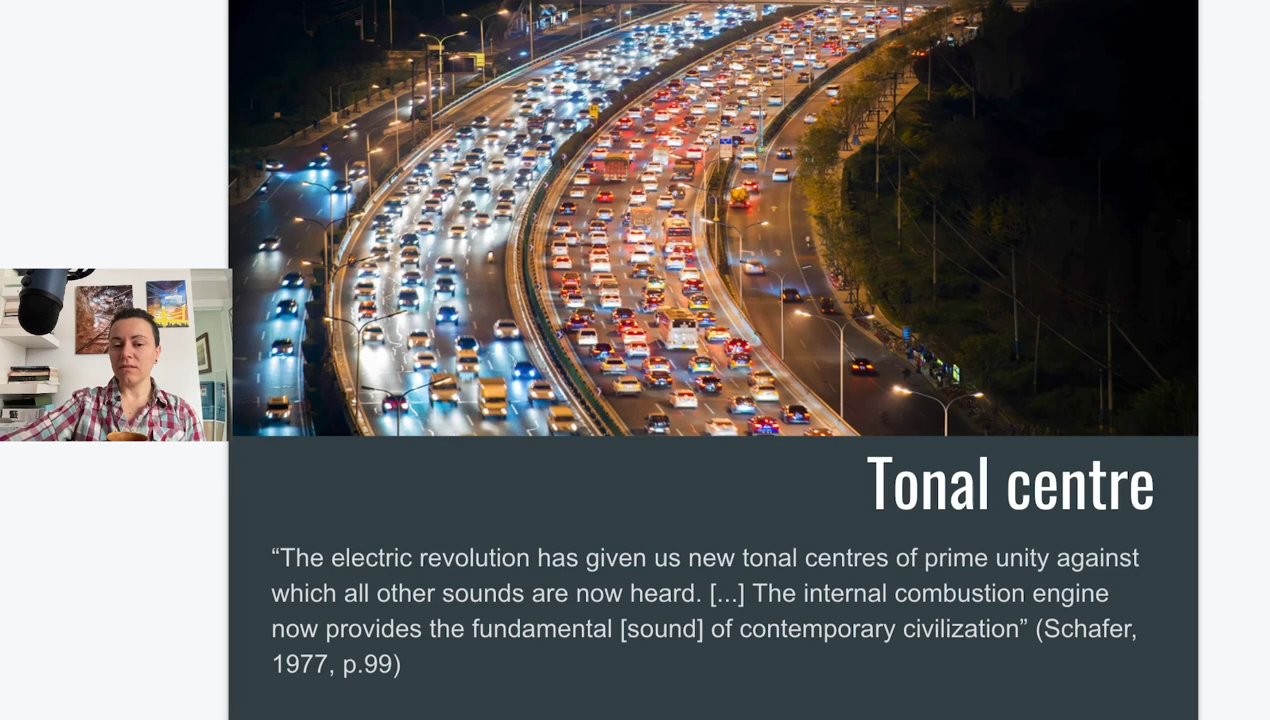 Tonal centre
“The electric revolution has given us new tonal centres of prime unity against
which all other sounds are now heard. [...] The internal combustion engine
now provides the fundamental [sound] of contemporary civilization” (Schafer,
1977, p.99)